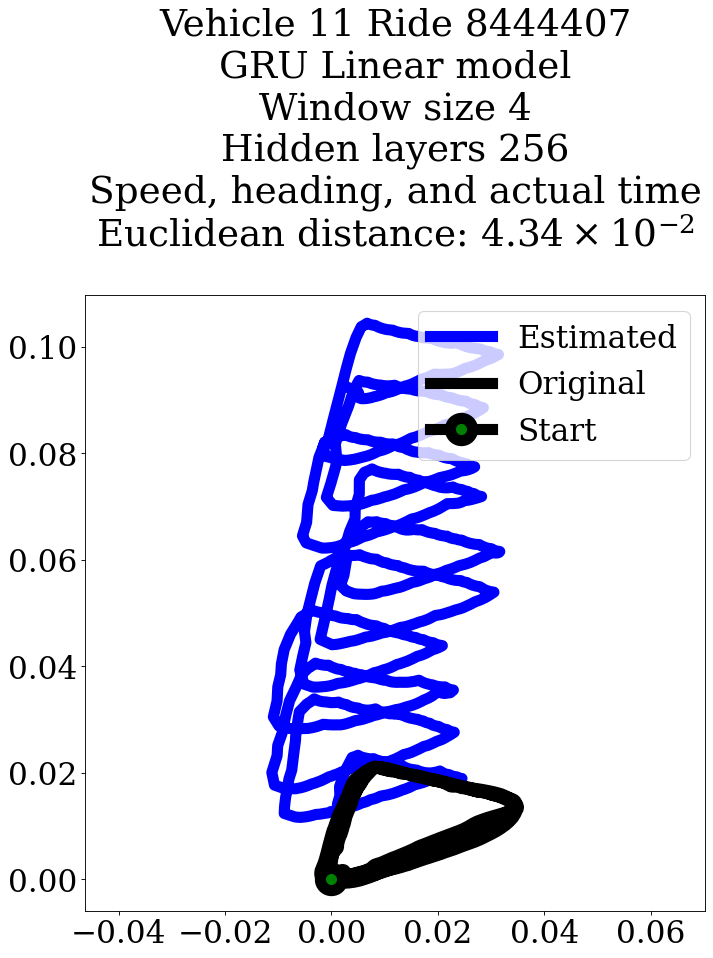 Vehicle 11 Ride 8444407
GRU Linear model
Window size 4
Hidden layers 256
Speed, heading, and actual time
Euclidean distance: 4.34 × 10⁻²
Estimated
Original
Start
0.10
0.08
0.06
0.04
0.02
0.00
−0.04 −0.02 0.00 0.02 0.04 0.06